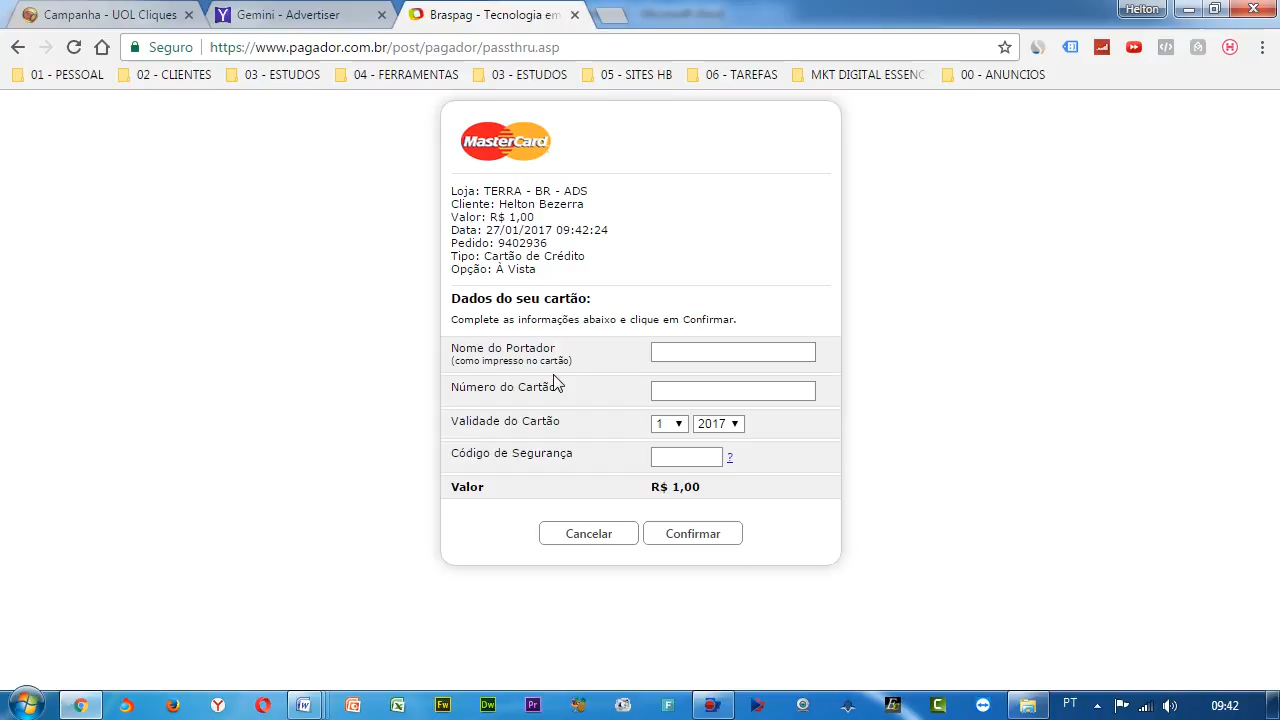 Campanha - UOL Cliques
Gemini - Advertiser
Braspag - Tecnologia em
Helton
Seguro
https://www.pagador.com.br/post/pagador/passthru.asp
01 - PESSOAL
02 - CLIENTES
03 - ESTUDOS
04 - FERRAMENTAS
03 - ESTUDOS
05 - SITES HB
06 - TAREFAS
MKT DIGITAL ESSENC
00 - ANUNCIOS
MasterCard
Loja: TERRA - BR - ADS
Cliente: Helton Bezerra
Valor: R$ 1,00
Data: 27/01/2017 09:42:24
Pedido: 9402936
Tipo: Cartão de Crédito
Opção: À Vista
Dados do seu cartão:
Complete as informações abaixo e clique em Confirmar.
Nome do Portador
(como impresso no cartão)
Número do Cartão
Validade do Cartão
1
2017
Código de Segurança
?
Valor
R$ 1,00
Cancelar
Confirmar
Fw
Dw
Pr
PT
09:42